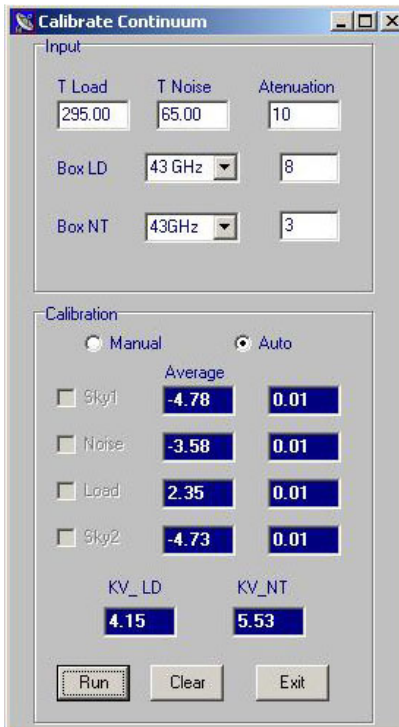 Calibrate Continuum
Input
T Load T Noise Atenuation
295.00 65.00 10
Box LD 43 GHz 8
Box NT 43GHz 3
Calibration
Manual Auto
Average
Sky1 -4.78 0.01
Noise -3.58 0.01
Load 2.35 0.01
Sky2 -4.73 0.01
KV_ LD KV_NT
4.15 5.53
Run Clear Exit